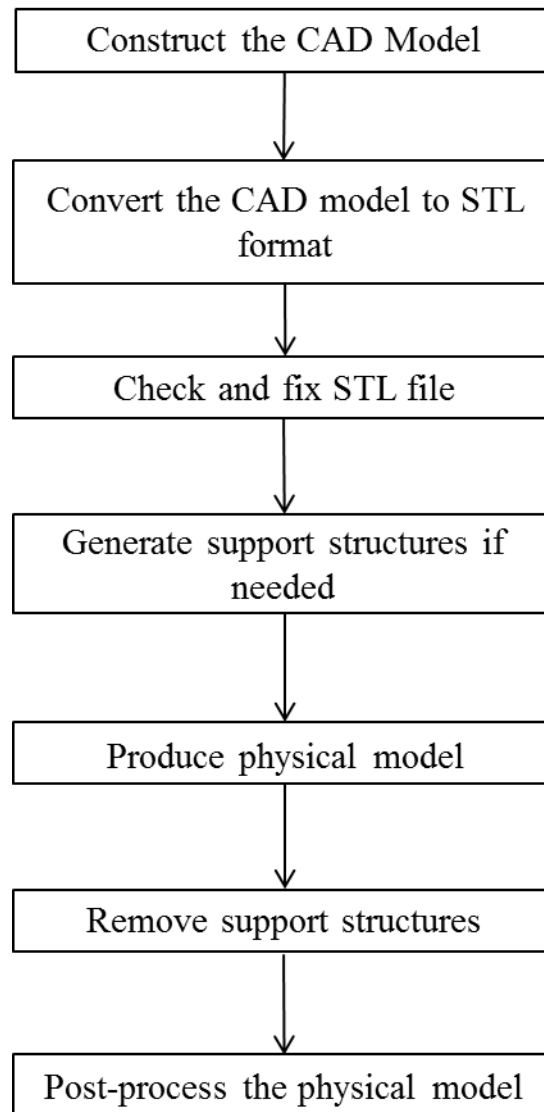 Construct the CAD Model
Convert the CAD model to STL
format
Check and fix STL file
Generate support structures if
needed
Produce physical model
Remove support structures
Post-process the physical model